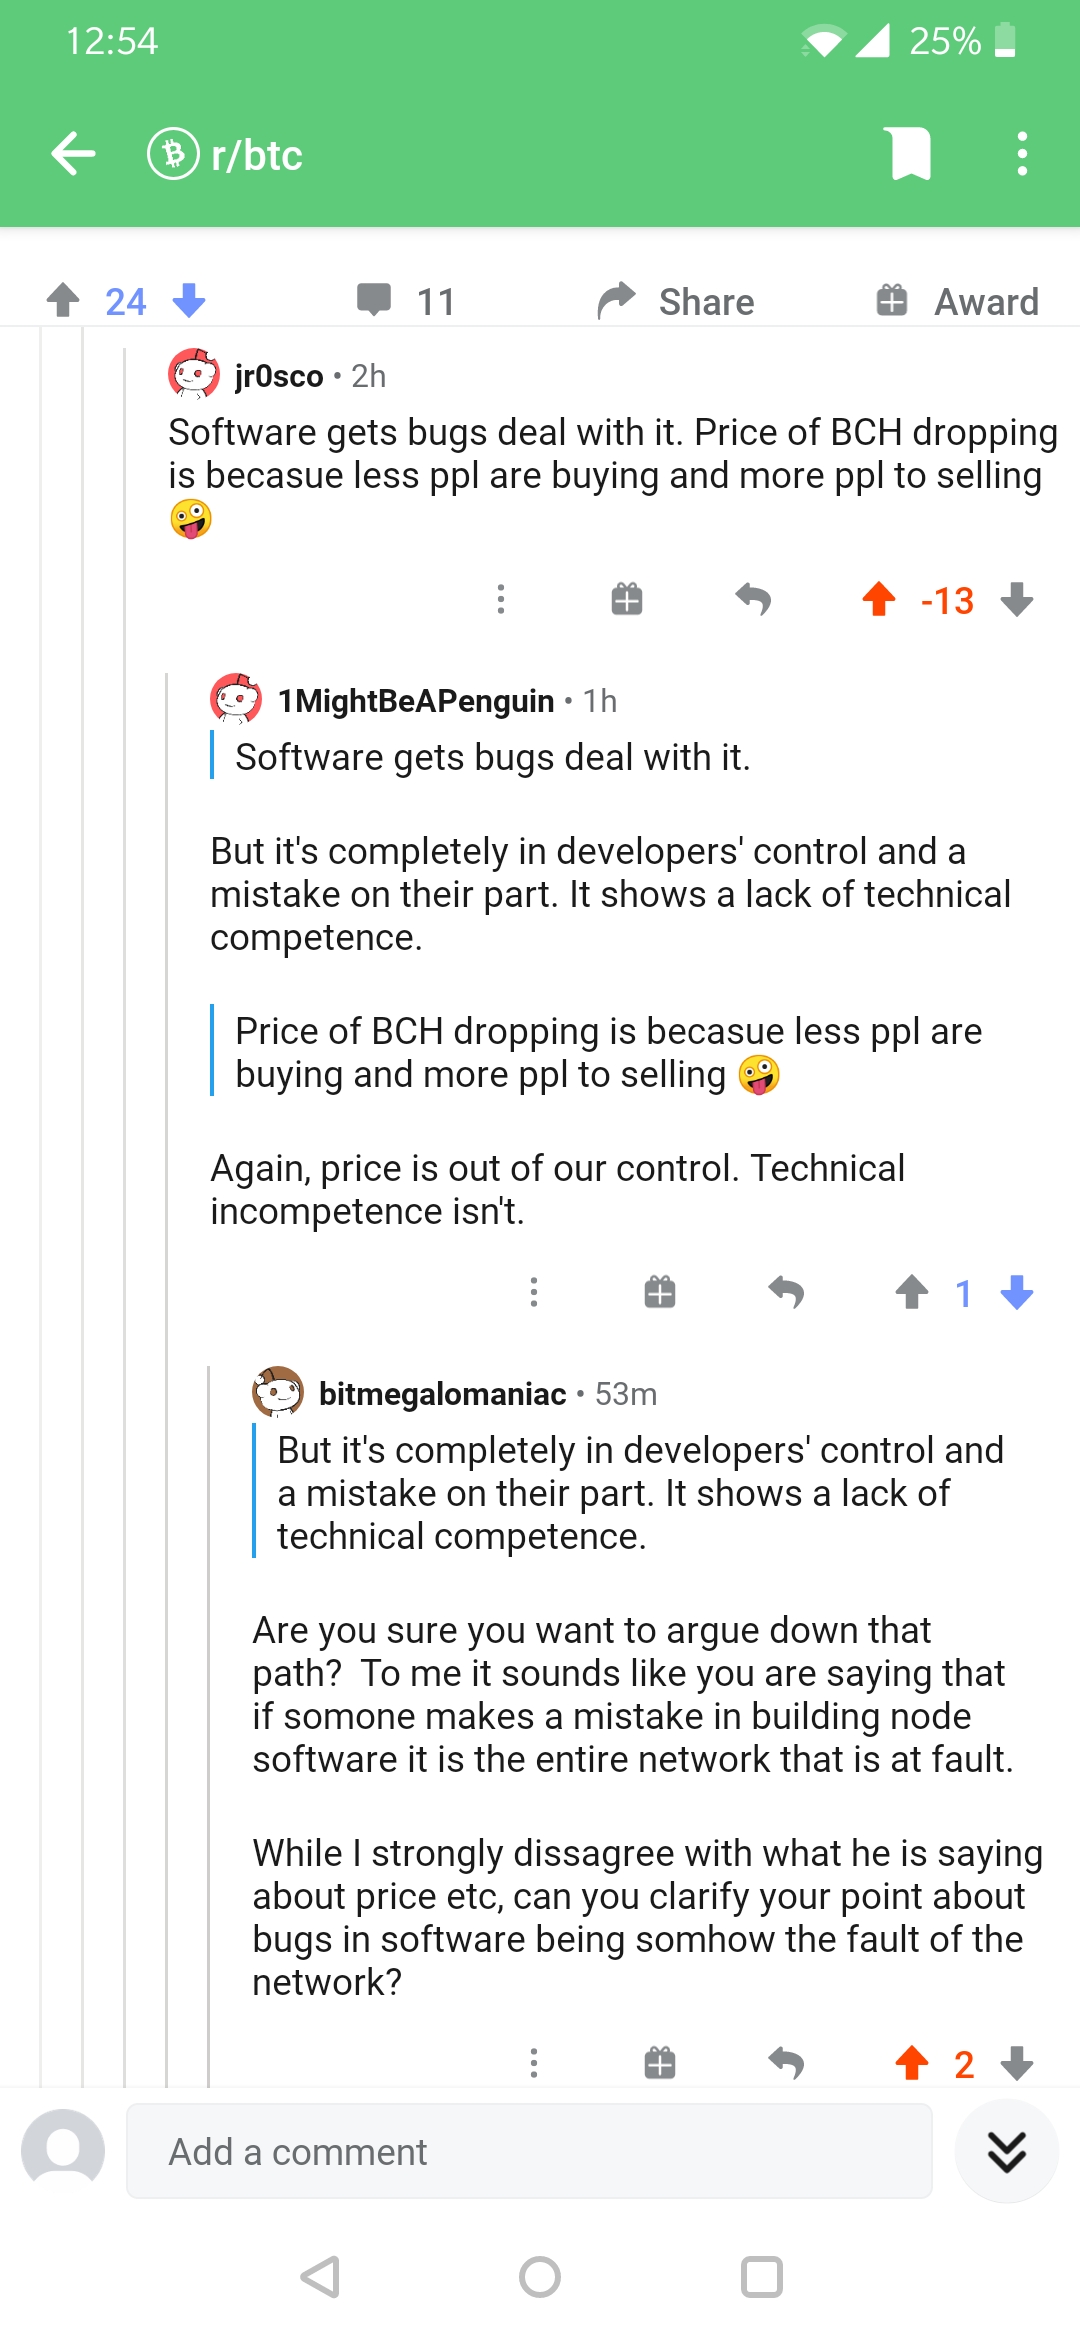 12:54
25%
r/btc
24
11
Share
Award
jr0sco • 2h
Software gets bugs deal with it. Price of BCH dropping
is becasue less ppl are buying and more ppl to selling
🤪
-13
1MightBeAPenguin • 1h
Software gets bugs deal with it.
But it's completely in developers' control and a
mistake on their part. It shows a lack of technical
competence.
Price of BCH dropping is becasue less ppl are
buying and more ppl to selling 🤪
Again, price is out of our control. Technical
incompetence isn't.
1
bitmegalomaniac • 53m
But it's completely in developers' control and
a mistake on their part. It shows a lack of
technical competence.
Are you sure you want to argue down that
path?  To me it sounds like you are saying that
if somone makes a mistake in building node
software it is the entire network that is at fault.
While I strongly dissagree with what he is saying
about price etc, can you clarify your point about
bugs in software being somhow the fault of the
network?
2
Add a comment